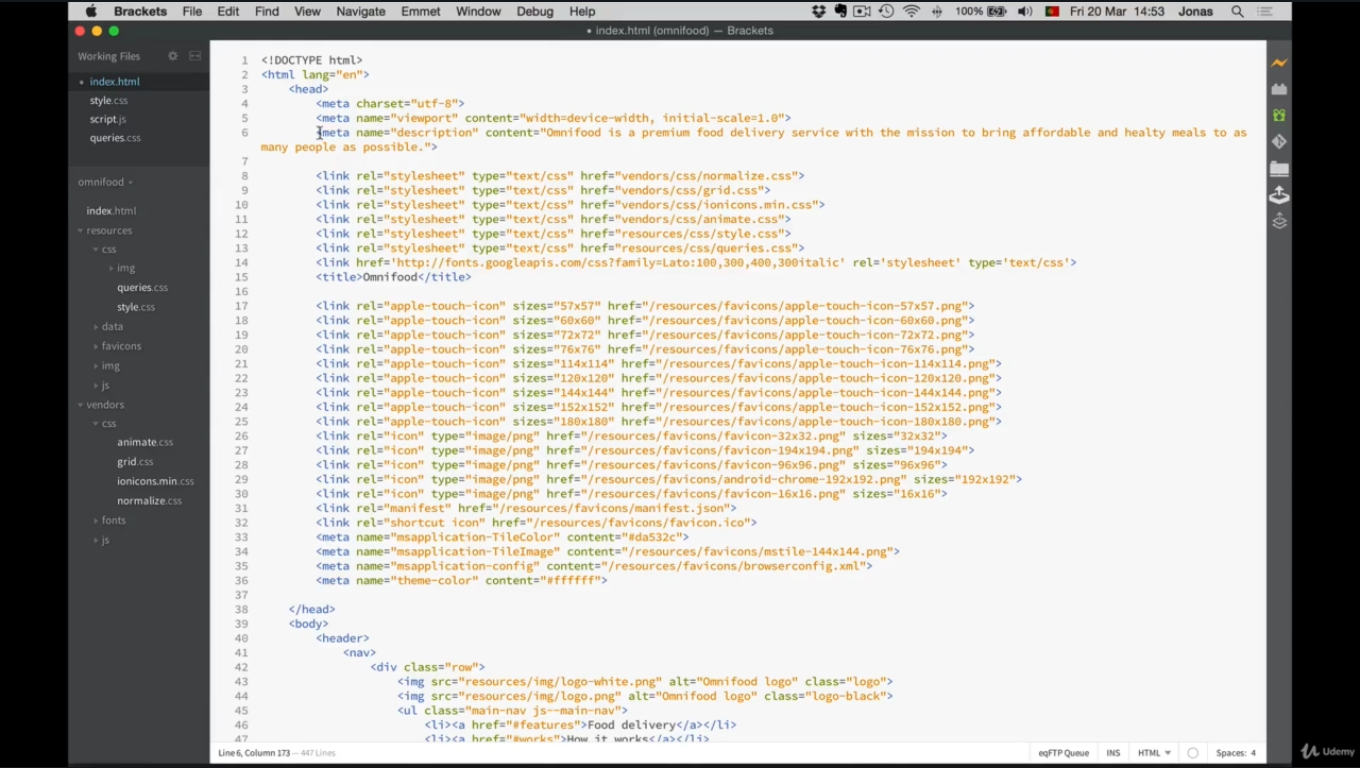 Brackets File Edit Find View Navigate Emmet Window Debug Help 100% Fri 20 Mar 14:53 Jonas
• index.html (omnifood) — Brackets
Working Files
• index.html
style.css
script.js
queries.css
omnifood
index.html
resources
css
img
queries.css
style.css
data
favicons
img
js
vendors
css
animate.css
grid.css
ionicons.min.css
normalize.css
fonts
js
1 <!DOCTYPE html>
2 <html lang="en">
3 <head>
4 <meta charset="utf-8">
5 <meta name="viewport" content="width=device-width, initial-scale=1.0">
6 <meta name="description" content="Omnifood is a premium food delivery service with the mission to bring affordable and healty meals to as
many people as possible.">
7
8 <link rel="stylesheet" type="text/css" href="vendors/css/normalize.css">
9 <link rel="stylesheet" type="text/css" href="vendors/css/grid.css">
10 <link rel="stylesheet" type="text/css" href="vendors/css/ionicons.min.css">
11 <link rel="stylesheet" type="text/css" href="vendors/css/animate.css">
12 <link rel="stylesheet" type="text/css" href="resources/css/style.css">
13 <link rel="stylesheet" type="text/css" href="resources/css/queries.css">
14 <link href='http://fonts.googleapis.com/css?family=Lato:100,300,400,300italic' rel='stylesheet' type='text/css'>
15 <title>Omnifood</title>
16
17 <link rel="apple-touch-icon" sizes="57x57" href="/resources/favicons/apple-touch-icon-57x57.png">
18 <link rel="apple-touch-icon" sizes="60x60" href="/resources/favicons/apple-touch-icon-60x60.png">
19 <link rel="apple-touch-icon" sizes="72x72" href="/resources/favicons/apple-touch-icon-72x72.png">
20 <link rel="apple-touch-icon" sizes="76x76" href="/resources/favicons/apple-touch-icon-76x76.png">
21 <link rel="apple-touch-icon" sizes="114x114" href="/resources/favicons/apple-touch-icon-114x114.png">
22 <link rel="apple-touch-icon" sizes="120x120" href="/resources/favicons/apple-touch-icon-120x120.png">
23 <link rel="apple-touch-icon" sizes="144x144" href="/resources/favicons/apple-touch-icon-144x144.png">
24 <link rel="apple-touch-icon" sizes="152x152" href="/resources/favicons/apple-touch-icon-152x152.png">
25 <link rel="apple-touch-icon" sizes="180x180" href="/resources/favicons/apple-touch-icon-180x180.png">
26 <link rel="icon" type="image/png" href="/resources/favicons/favicon-32x32.png" sizes="32x32">
27 <link rel="icon" type="image/png" href="/resources/favicons/favicon-194x194.png" sizes="194x194">
28 <link rel="icon" type="image/png" href="/resources/favicons/favicon-96x96.png" sizes="96x96">
29 <link rel="icon" type="image/png" href="/resources/favicons/android-chrome-192x192.png" sizes="192x192">
30 <link rel="icon" type="image/png" href="/resources/favicons/favicon-16x16.png" sizes="16x16">
31 <link rel="manifest" href="/resources/favicons/manifest.json">
32 <link rel="shortcut icon" href="/resources/favicons/favicon.ico">
33 <meta name="msapplication-TileColor" content="#da532c">
34 <meta name="msapplication-TileImage" content="/resources/favicons/mstile-144x144.png">
35 <meta name="msapplication-config" content="/resources/favicons/browserconfig.xml">
36 <meta name="theme-color" content="#ffffff">
37
38 </head>
39 <body>
40 <header>
41 <nav>
42 <div class="row">
43 <img src="resources/img/logo-white.png" alt="Omnifood logo" class="logo">
44 <img src="resources/img/logo.png" alt="Omnifood logo" class="logo-black">
45 <ul class="main-nav js--main-nav">
46 <li><a href="#features">Food delivery</a></li>
47 <li><a href="#works">How it works</a></li>
Line 6, Column 173 — 447 Lines
eqFTP Queue INS HTML Spaces: 4
Udemy